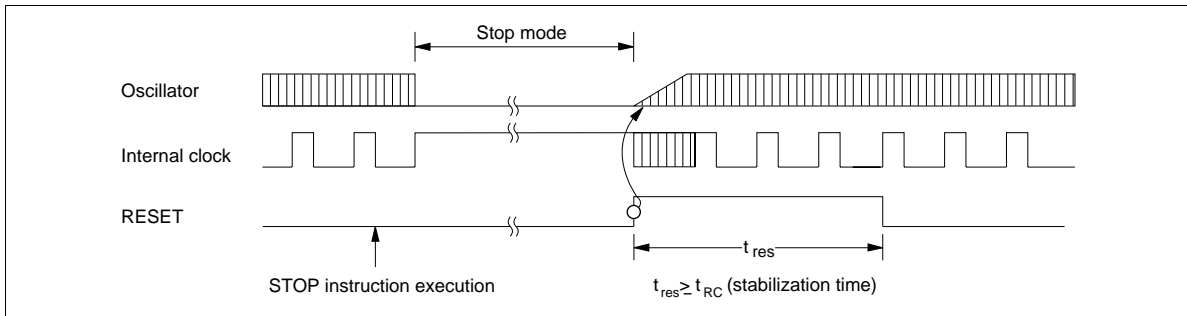 Stop mode
Oscillator
Internal clock
RESET
t res
STOP instruction execution
t res ≥ t RC (stabilization time)